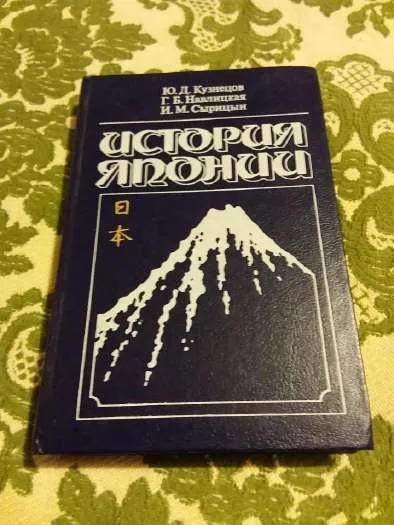 Ю. Д. Кузнецов
Г. Б. Навлицкая
И. М. Сырицын
ИСТОРИЯ
ЯПОНИИ
日
本